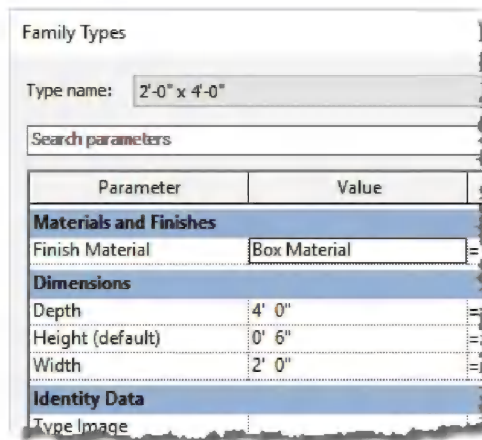 Family Types
Type name: 2'-0" x 4'-0"
Search parameters
Parameter Value
Materials and Finishes
Finish Material Box Material =
Dimensions
Depth 4' 0" =
Height (default) 0' 6" =
Width 2' 0" =
Identity Data
Type Image